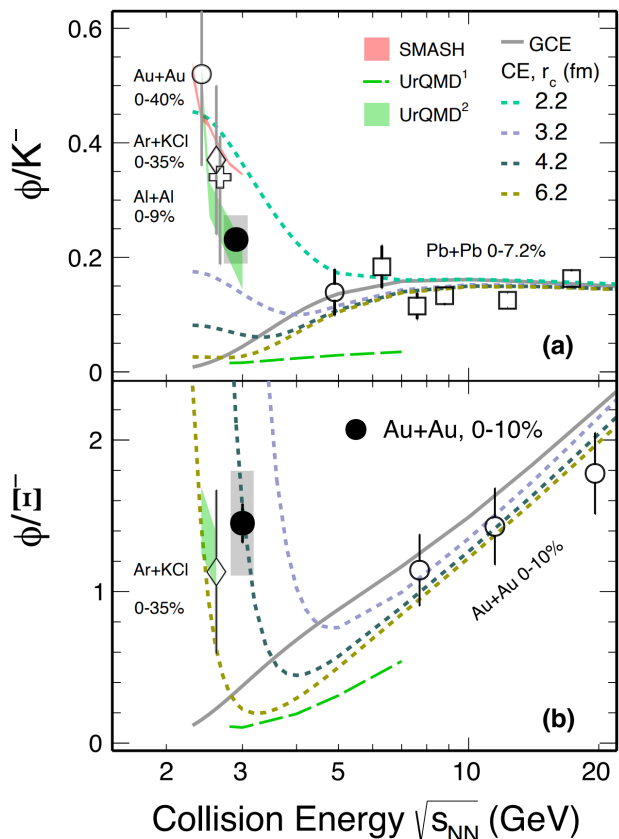 0.6
0.4
0.2
0
ϕ/K⁻
Au+Au
0-40%
Ar+KCl
0-35%
Al+Al
0-9%
SMASH
UrQMD¹
UrQMD²
GCE
CE, r_c (fm)
2.2
3.2
4.2
6.2
Pb+Pb 0-7.2%
(a)
2
1
0
ϕ/Ξ⁻
Au+Au, 0-10%
Ar+KCl
0-35%
Au+Au 0-10%
(b)
2 3 4 5 10 20
Collision Energy √s_NN (GeV)